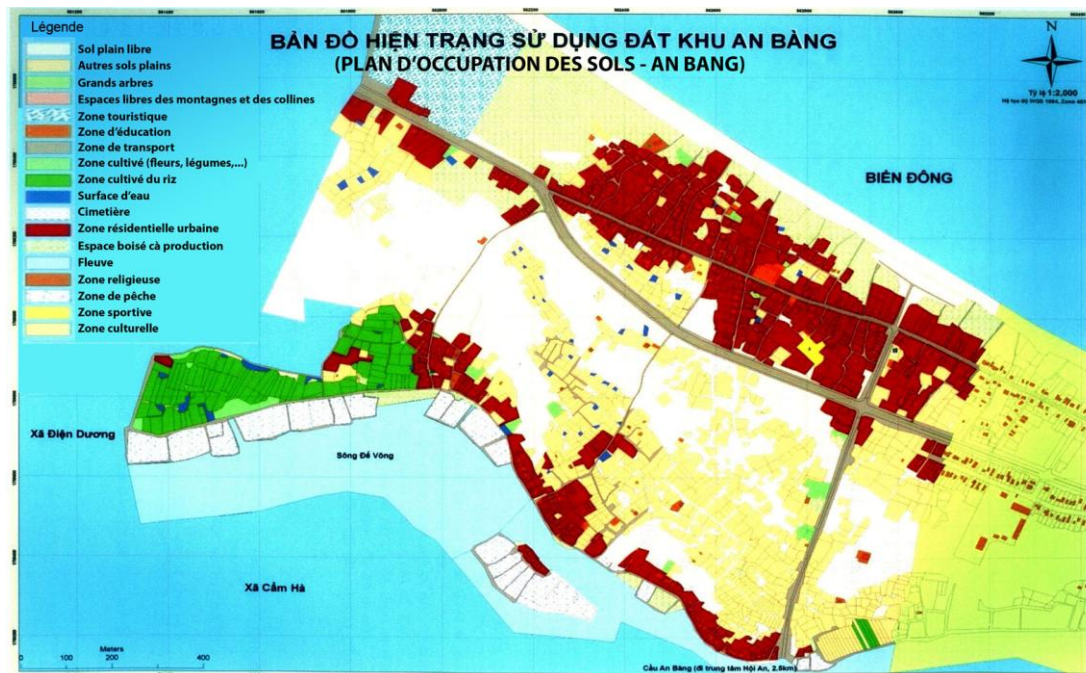 Légende
Sol plain libre
Autres sols plains
Grands arbres
Espaces libres des montagnes et des collines
Zone touristique
Zone d'éducation
Zone de transport
Zone cultivé (fleurs, légumes,...)
Zone cultivé du riz
Surface d'eau
Cimetière
Zone résidentielle urbaine
Espace boisé cà production
Fleuve
Zone religieuse
Zone de pêche
Zone sportive
Zone culturelle
BẢN ĐỒ HIỆN TRẠNG SỬ DỤNG ĐẤT KHU AN BÀNG
(PLAN D'OCCUPATION DES SOLS - AN BANG)
N
Tỷ lệ 1:2,000
BIỂN ĐÔNG
Xã Điện Dương
Sông Đế Võng
Xã Cẩm Hà
Meters
0 100 200 400
Cầu An Bàng (đi trung tâm Hội An, 2.5km)